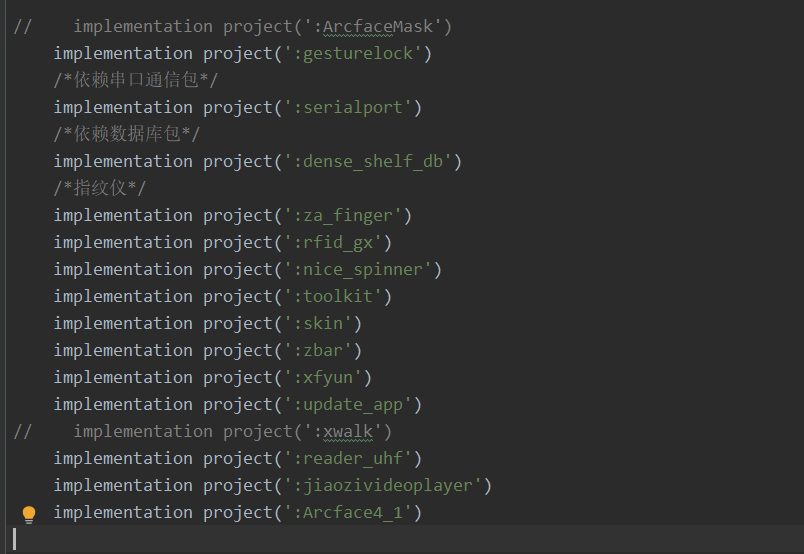 //    implementation project(':ArcfaceMask')
implementation project(':gesturelock')
/*依赖串口通信包*/
implementation project(':serialport')
/*依赖数据库包*/
implementation project(':dense_shelf_db')
/*指纹仪*/
implementation project(':za_finger')
implementation project(':rfid_gx')
implementation project(':nice_spinner')
implementation project(':toolkit')
implementation project(':skin')
implementation project(':zbar')
implementation project(':xfyun')
implementation project(':update_app')
//    implementation project(':xwalk')
implementation project(':reader_uhf')
implementation project(':jiaozivideoplayer')
implementation project(':Arcface4_1')